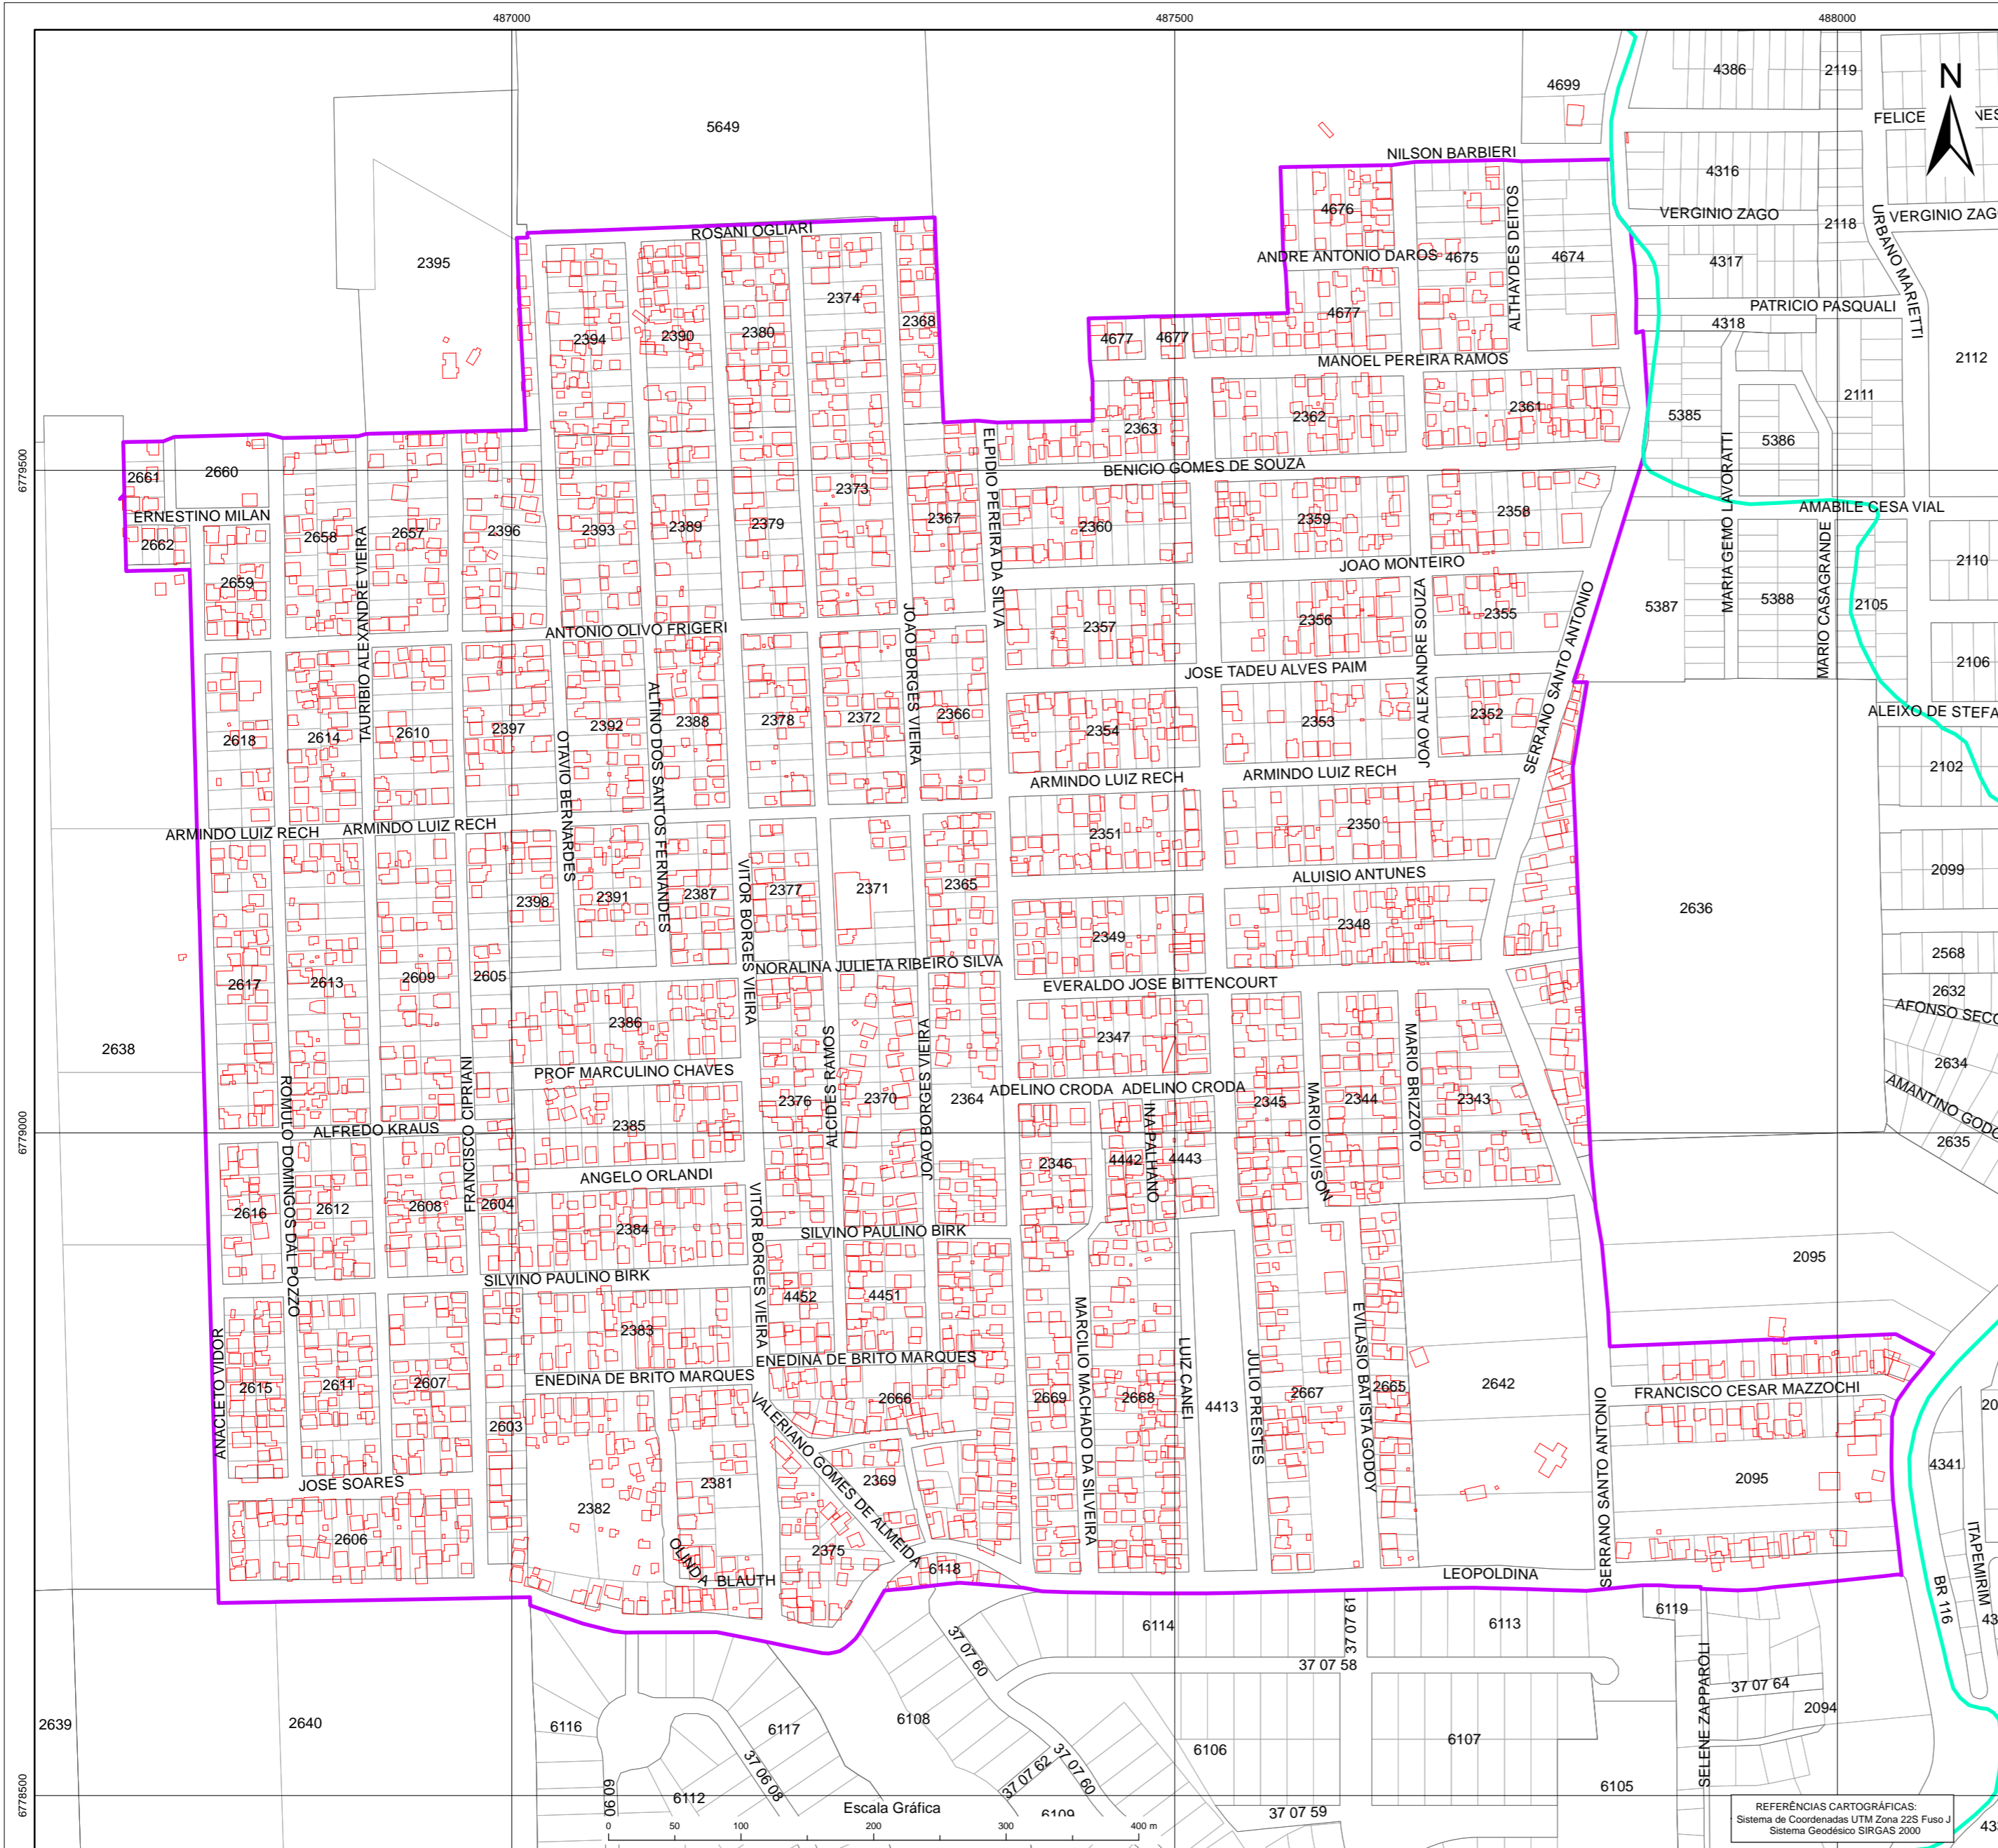 487000
487500
488000
4386
2119
N
4699
FELICE
NES
5649
NILSON BARBIERI
4316
4676
ALTHAYDES DEITOS
VERGINIO ZAGO
2118
URBANO MARIETTI
VERGINIO ZAG
ROSANI OGLIARI
2395
ANDRE ANTONIO DAROS
4675
4674
4317
2374
PATRICIO PASQUALI
2394
2390
2380
2368
4677
4677
4677
4318
MANOEL PEREIRA RAMOS
2112
2111
2363
2362
2361
5385
5386
MARIA GEMO LAVORATTI
ELPIDIO PEREIRA DA SILVA
6779500
2661
2660
BENICIO GOMES DE SOUZA
2373
ERNESTINO MILAN
2658
2657
2396
2393
2389
2379
2367
2360
2359
2358
AMABILE CESA VIAL
2662
TAURIBIO ALEXANDRE VIEIRA
MARIO CASAGRANDE
2659
JOAO MONTEIRO
2110
5387
5388
2105
ANTONIO OLIVO FRIGERI
JOAO BORGES VIEIRA
2357
2356
JOAO ALEXANDRE SOUZA
2355
SERRANO SANTO ANTONIO
2106
JOSE TADEU ALVES PAIM
2618
2614
2610
2397
OTAVIO BERNARDES
2392
ALTINO DOS SANTOS FERNANDES
2388
2378
2372
2366
2354
2353
2352
ALEIXO DE STEFA
2102
ARMINDO LUIZ RECH
ARMINDO LUIZ RECH
ARMINDO LUIZ RECH
ARMINDO LUIZ RECH
2351
2350
VITOR BORGES VIEIRA
2377
2371
2365
ALUISIO ANTUNES
2099
2398
2391
2387
2349
2348
2636
NORALINA JULIETA RIBEIRO SILVA
2568
2617
2613
2609
2605
EVERALDO JOSE BITTENCOURT
2632
AFONSO SECO
2386
ALCIDES RAMOS
JOAO BORGES VIEIRA
2347
MARIO BRIZZOTO
2638
FRANCISCO CIPRIANI
PROF MARCULINO CHAVES
2634
ROMULO DOMINGOS DAL POZZO
2376
2370
2364
ADELINO CRODA
ADELINO CRODA
2345
MARIO LOVISON
2344
2343
AMANTINO GODO
6779000
ALFREDO KRAUS
2385
INA PALHANO
2635
ANGELO ORLANDI
2346
4442
4443
2616
2612
2608
2604
2384
VITOR BORGES VIEIRA
SILVINO PAULINO BIRK
2095
SILVINO PAULINO BIRK
4452
4451
2383
MARCILIO MACHADO DA SILVEIRA
LUIZ CANEI
JULIO PRESTES
EVILASIO BATISTA GODOY
ANACLETO VIDOR
ENEDINA DE BRITO MARQUES
ENEDINA DE BRITO MARQUES
2615
2611
2607
2666
2669
2668
4413
2667
2665
2642
SERRANO SANTO ANTONIO
FRANCISCO CESAR MAZZOCHI
20
2603
VALERIANO GOMES DE ALMEIDA
JOSE SOARES
2381
2369
2095
4341
2382
2606
2375
OLINDA BLAUTH
6118
LEOPOLDINA
ITAPEMIRIM
BR 116
6114
37 07 61
6113
6119
43
37 07 60
37 07 58
SELENE ZAPPAROLI
37 07 64
2639
2640
6116
6117
6108
2094
6106
6107
37 06 08
37 07 62
37 07 60
6105
6778500
06 09
6112
Escala Gráfica
6109
37 07 59
0
50
100
200
300
400 m
REFERÊNCIAS CARTOGRÁFICAS:
Sistema de Coordenadas UTM Zona 22S Fuso J
Sistema Geodésico SIRGAS 2000